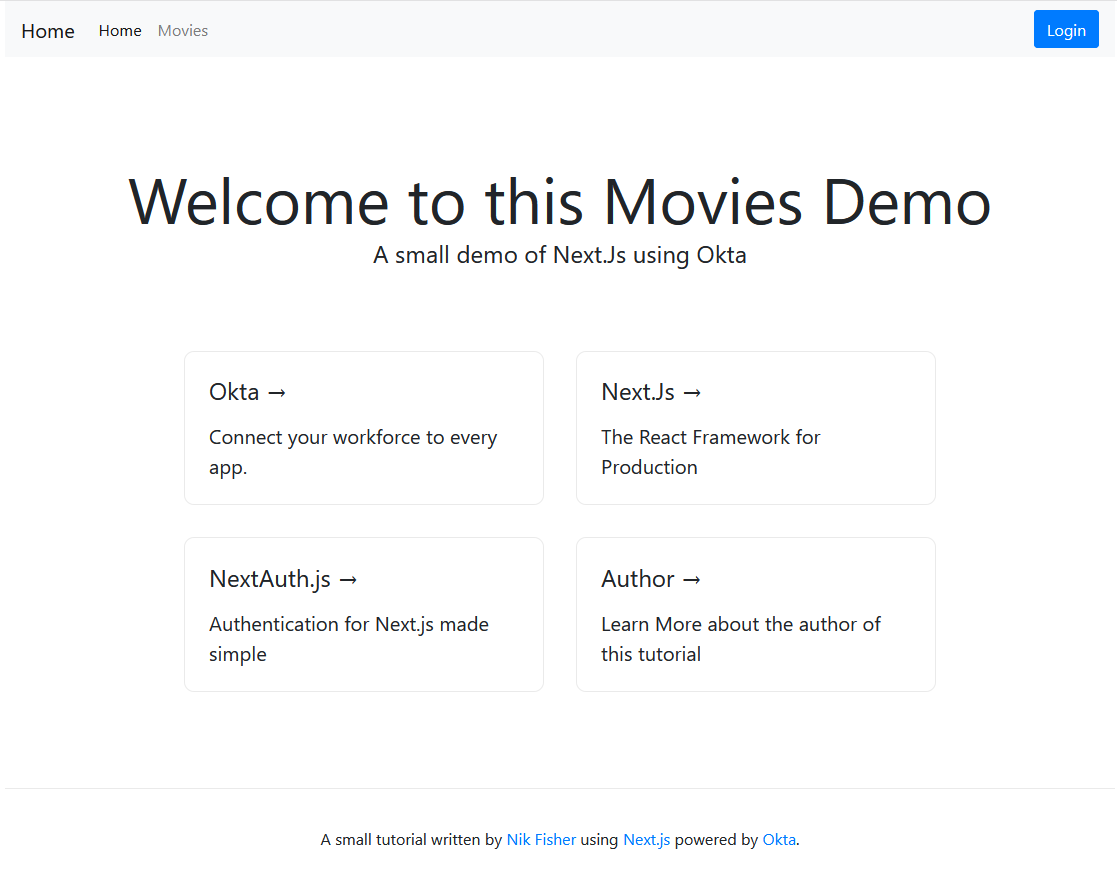 Home Home Movies Login
Welcome to this Movies Demo
A small demo of Next.Js using Okta
Okta →
Connect your workforce to every
app.
Next.Js →
The React Framework for
Production
NextAuth.js →
Authentication for Next.js made
simple
Author →
Learn More about the author of
this tutorial
A small tutorial written by Nik Fisher using Next.js powered by Okta.